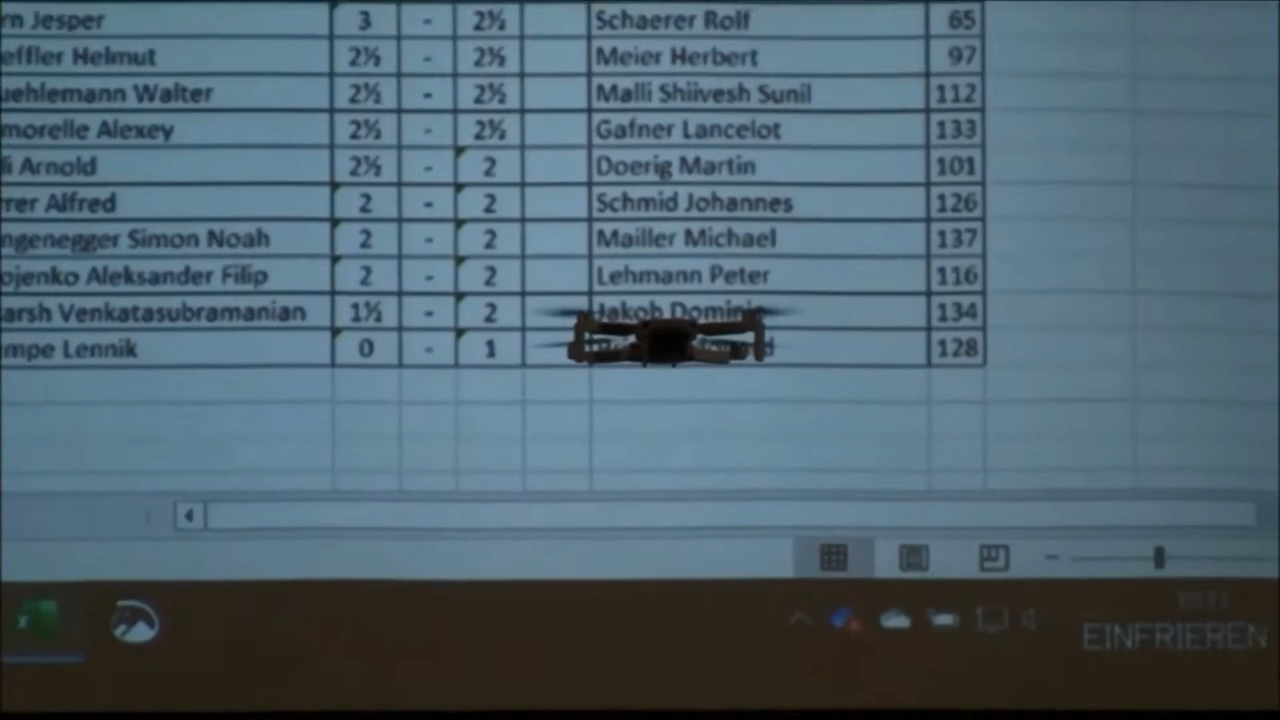 rn Jesper 3 - 2½ Schaerer Rolf 65
effler Helmut 2½ - 2½ Meier Herbert 97
uehlemann Walter 2½ - 2½ Malli Shiivesh Sunil 112
morelle Alexey 2½ - 2½ Gafner Lancelot 133
li Arnold 2½ - 2 Doerig Martin 101
rrer Alfred 2 - 2 Schmid Johannes 126
ngenegger Simon Noah 2 - 2 Mailler Michael 137
ojenko Aleksander Filip 2 - 2 Lehmann Peter 116
arsh Venkatasubramanian 1½ - 2 Jakob Dominic 134
mpe Lennik 0 - 1 128
EINFRIEREN